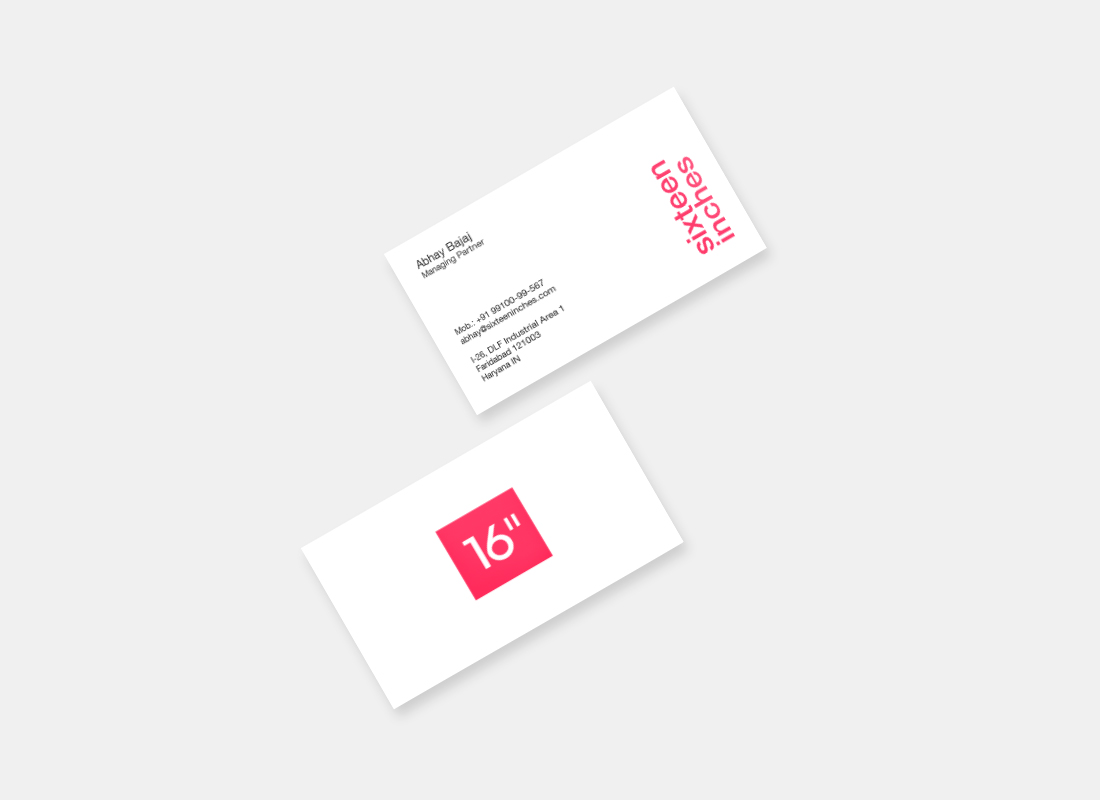 Abhay Bajaj
Managing Partner
Mob.: +91 99100-99-567
abhay@sixteeninches.com
I-26, DLF Industrial Area 1
Faridabad 121003
Haryana IN
sixteen
inches
16"